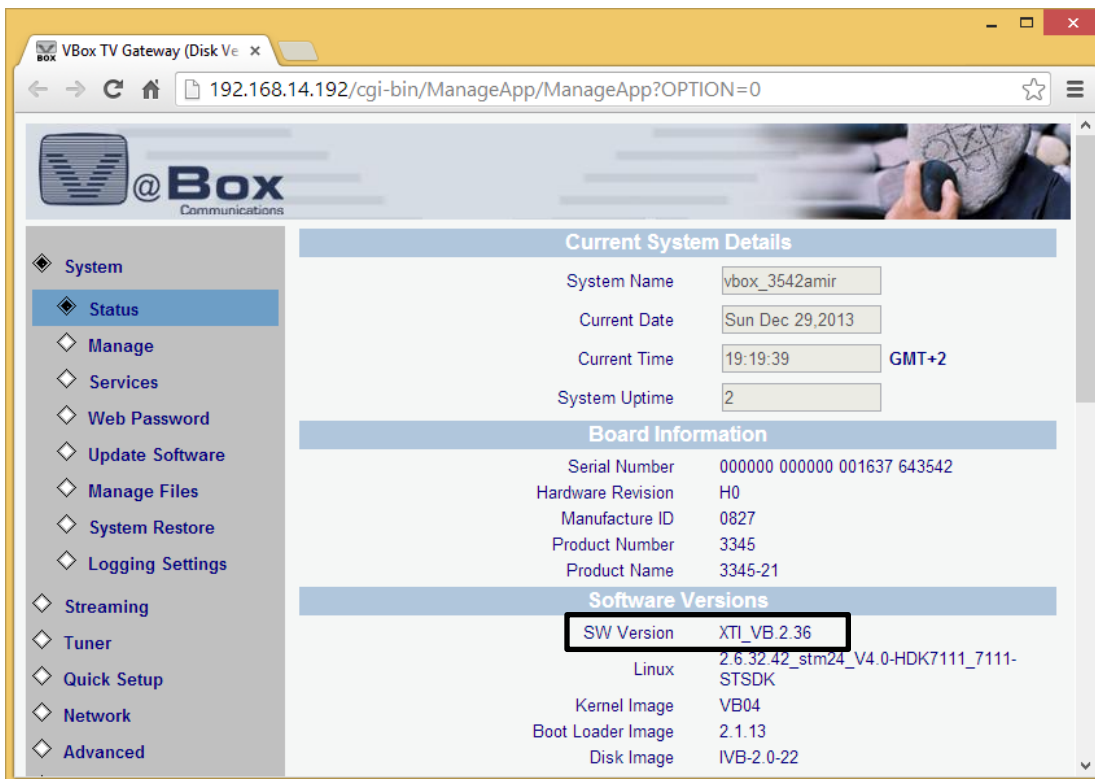 VBox TV Gateway (Disk Ve
192.168.14.192/cgi-bin/ManageApp/ManageApp?OPTION=0
V@Box
Communications
System
Status
Manage
Services
Web Password
Update Software
Manage Files
System Restore
Logging Settings
Streaming
Tuner
Quick Setup
Network
Advanced
Current System Details
System Name vbox_3542amir
Current Date Sun Dec 29,2013
Current Time 19:19:39 GMT+2
System Uptime 2
Board Information
Serial Number 000000 000000 001637 643542
Hardware Revision H0
Manufacture ID 0827
Product Number 3345
Product Name 3345-21
Software Versions
SW Version XTI_VB.2.36
Linux 2.6.32.42_stm24_V4.0-HDK7111_7111-
STSDK
Kernel Image VB04
Boot Loader Image 2.1.13
Disk Image IVB-2.0-22